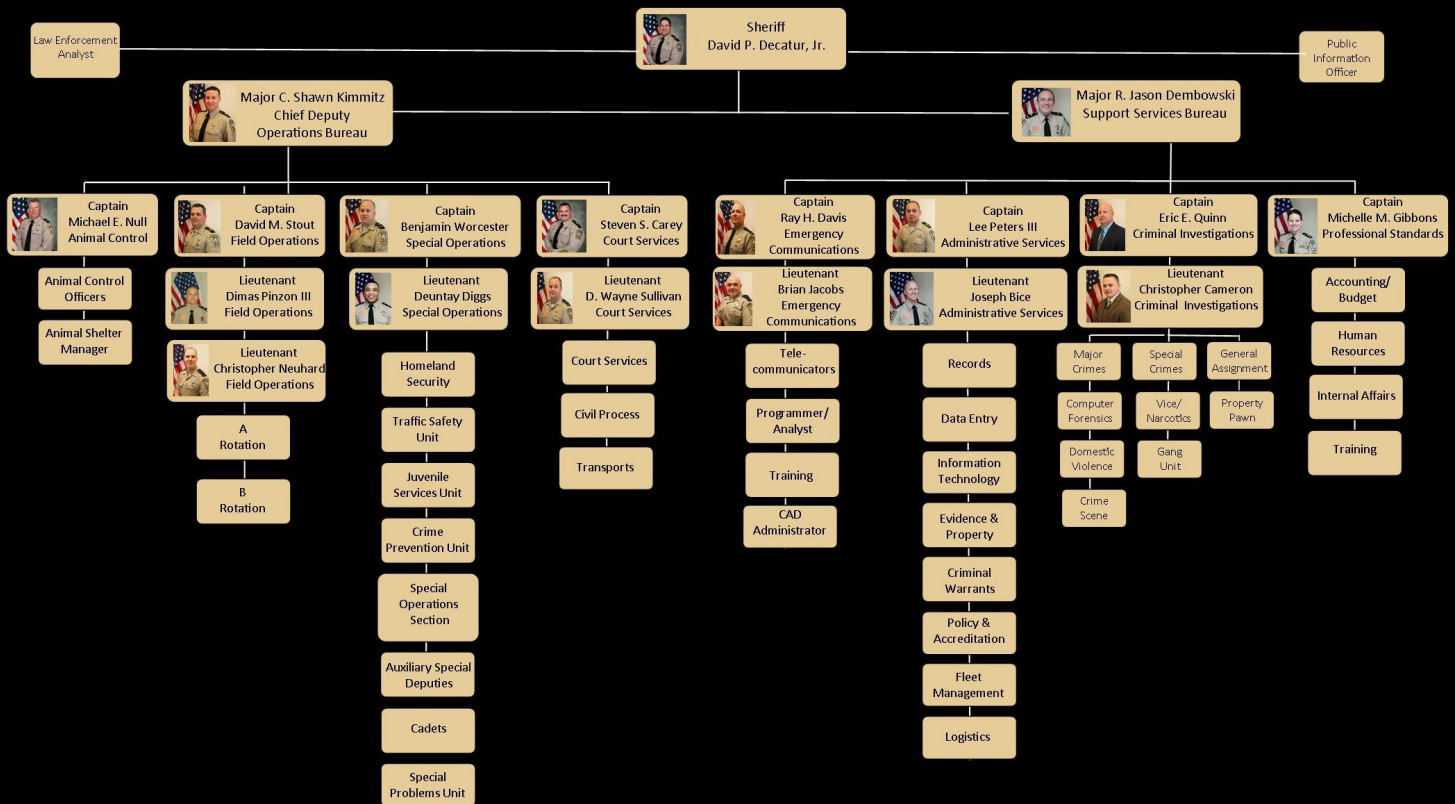 Sheriff
David P. Decatur, Jr.
Law Enforcement
Analyst
Public
Information
Officer
Major C. Shawn Kimmitz
Chief Deputy
Operations Bureau
Major R. Jason Dembowski
Support Services Bureau
Captain
Michael E. Null
Animal Control
Animal Control
Officers
Animal Shelter
Manager
Captain
David M. Stout
Field Operations
Lieutenant
Dimas Pinzon III
Field Operations
Lieutenant
Christopher Neuhard
Field Operations
A
Rotation
B
Rotation
Captain
Benjamin Worcester
Special Operations
Lieutenant
Deuntay Diggs
Special Operations
Homeland
Security
Traffic Safety
Unit
Juvenile
Services Unit
Crime
Prevention Unit
Special
Operations
Section
Auxiliary Special
Deputies
Cadets
Special
Problems Unit
Captain
Steven S. Carey
Court Services
Lieutenant
D. Wayne Sullivan
Court Services
Court Services
Civil Process
Transports
Captain
Ray H. Davis
Emergency
Communications
Lieutenant
Brian Jacobs
Emergency
Communications
Tele-
communicators
Programmer/
Analyst
Training
CAD
Administrator
Captain
Lee Peters III
Administrative Services
Lieutenant
Joseph Bice
Administrative Services
Records
Data Entry
Information
Technology
Evidence &
Property
Criminal
Warrants
Policy &
Accreditation
Fleet
Management
Logistics
Captain
Eric E. Quinn
Criminal Investigations
Lieutenant
Christopher Cameron
Criminal Investigations
Major
Crimes
Computer
Forensics
Domestic
Violence
Crime
Scene
Special
Crimes
Vice/
Narcotics
Gang
Unit
General
Assignment
Property
Pawn
Captain
Michelle M. Gibbons
Professional Standards
Accounting/
Budget
Human
Resources
Internal Affairs
Training